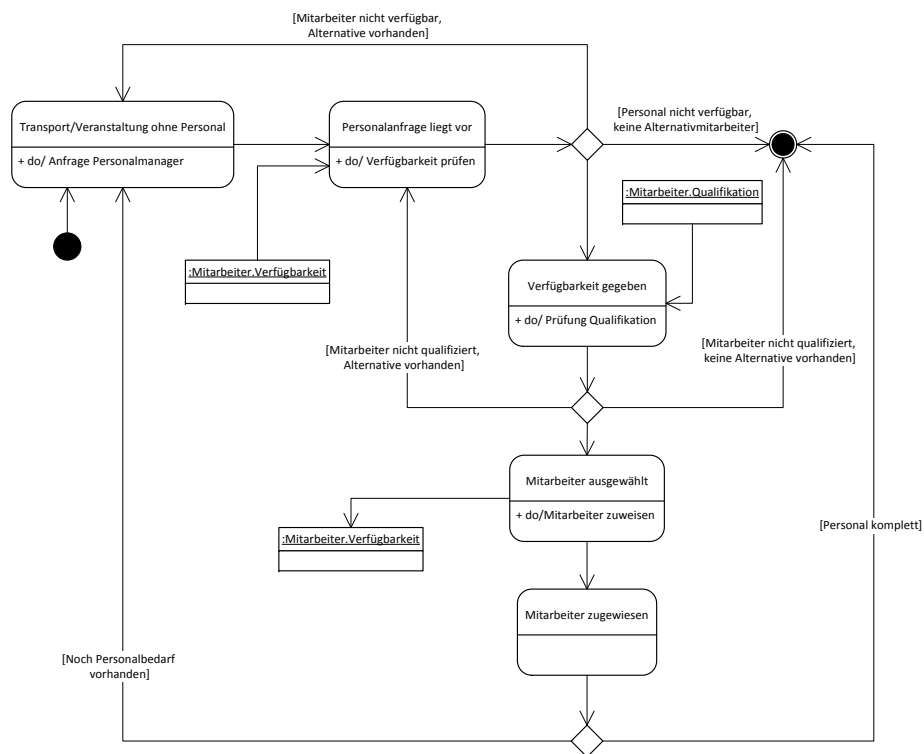 [Mitarbeiter nicht verfügbar,
Alternative vorhanden]
Transport/Veranstaltung ohne Personal
+ do/ Anfrage Personalmanager
Personalanfrage liegt vor
+ do/ Verfügbarkeit prüfen
[Personal nicht verfügbar,
keine Alternativmitarbeiter]
:Mitarbeiter.Qualifikation
:Mitarbeiter.Verfügbarkeit
Verfügbarkeit gegeben
+ do/ Prüfung Qualifikation
[Mitarbeiter nicht qualifiziert,
Alternative vorhanden]
[Mitarbeiter nicht qualifiziert,
keine Alternative vorhanden]
Mitarbeiter ausgewählt
+ do/Mitarbeiter zuweisen
:Mitarbeiter.Verfügbarkeit
[Personal komplett]
Mitarbeiter zugewiesen
[Noch Personalbedarf
vorhanden]